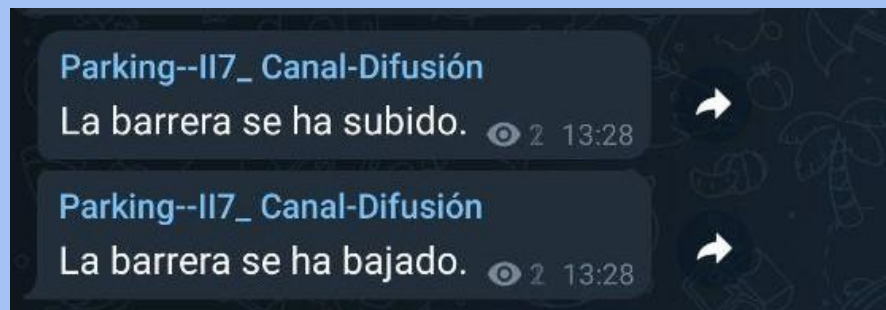 Parking--II7_ Canal-Difusión
La barrera se ha subido. 2 13:28
Parking--II7_ Canal-Difusión
La barrera se ha bajado. 2 13:28